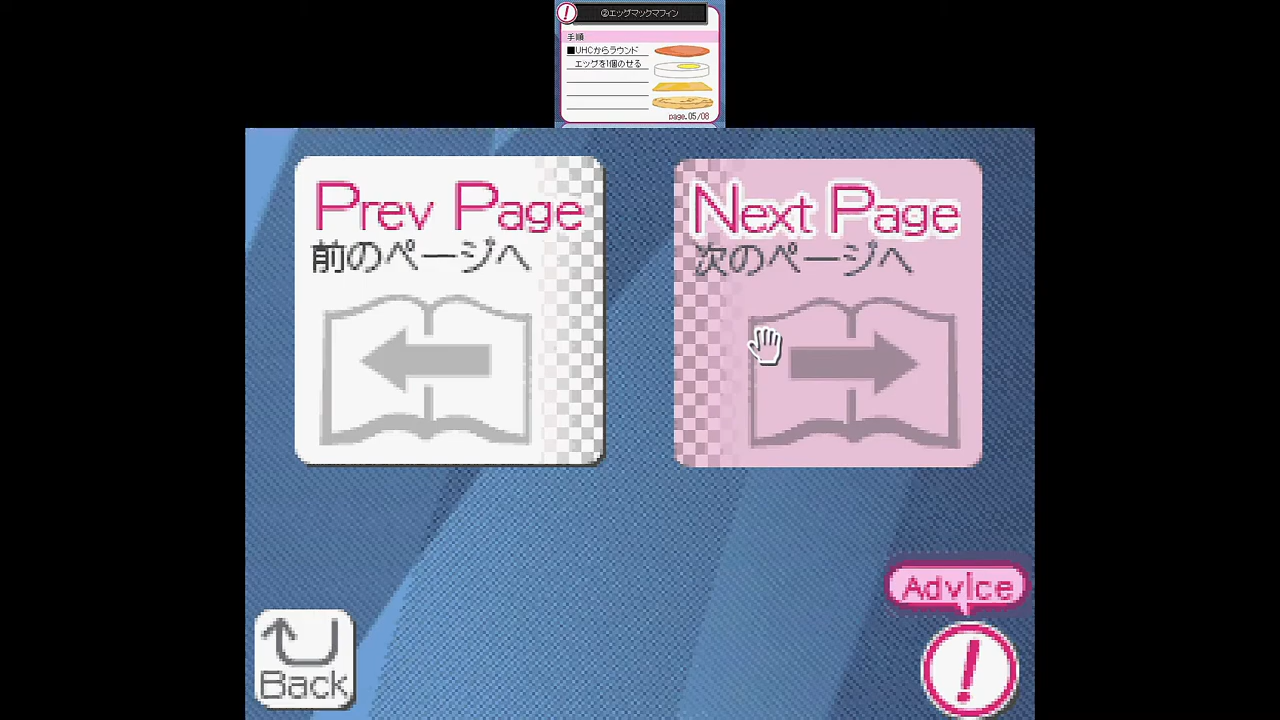 !
②エッグマックマフィン
手順
■UHCからラウンド
エッグを1個のせる
page.05/08
Prev Page
前のページへ
Next Page
次のページへ
Advice
!
Back